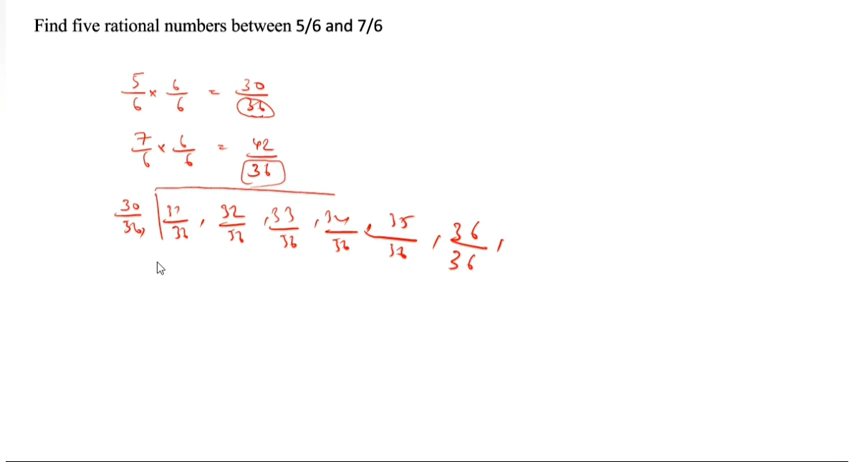 Find five rational numbers between 5/6 and 7/6
5/6 × 6/6 = 30/36
7/6 × 6/6 = 42/36
30/36, 31/36, 32/36, 33/36, 34/36, 35/36, 36/36,